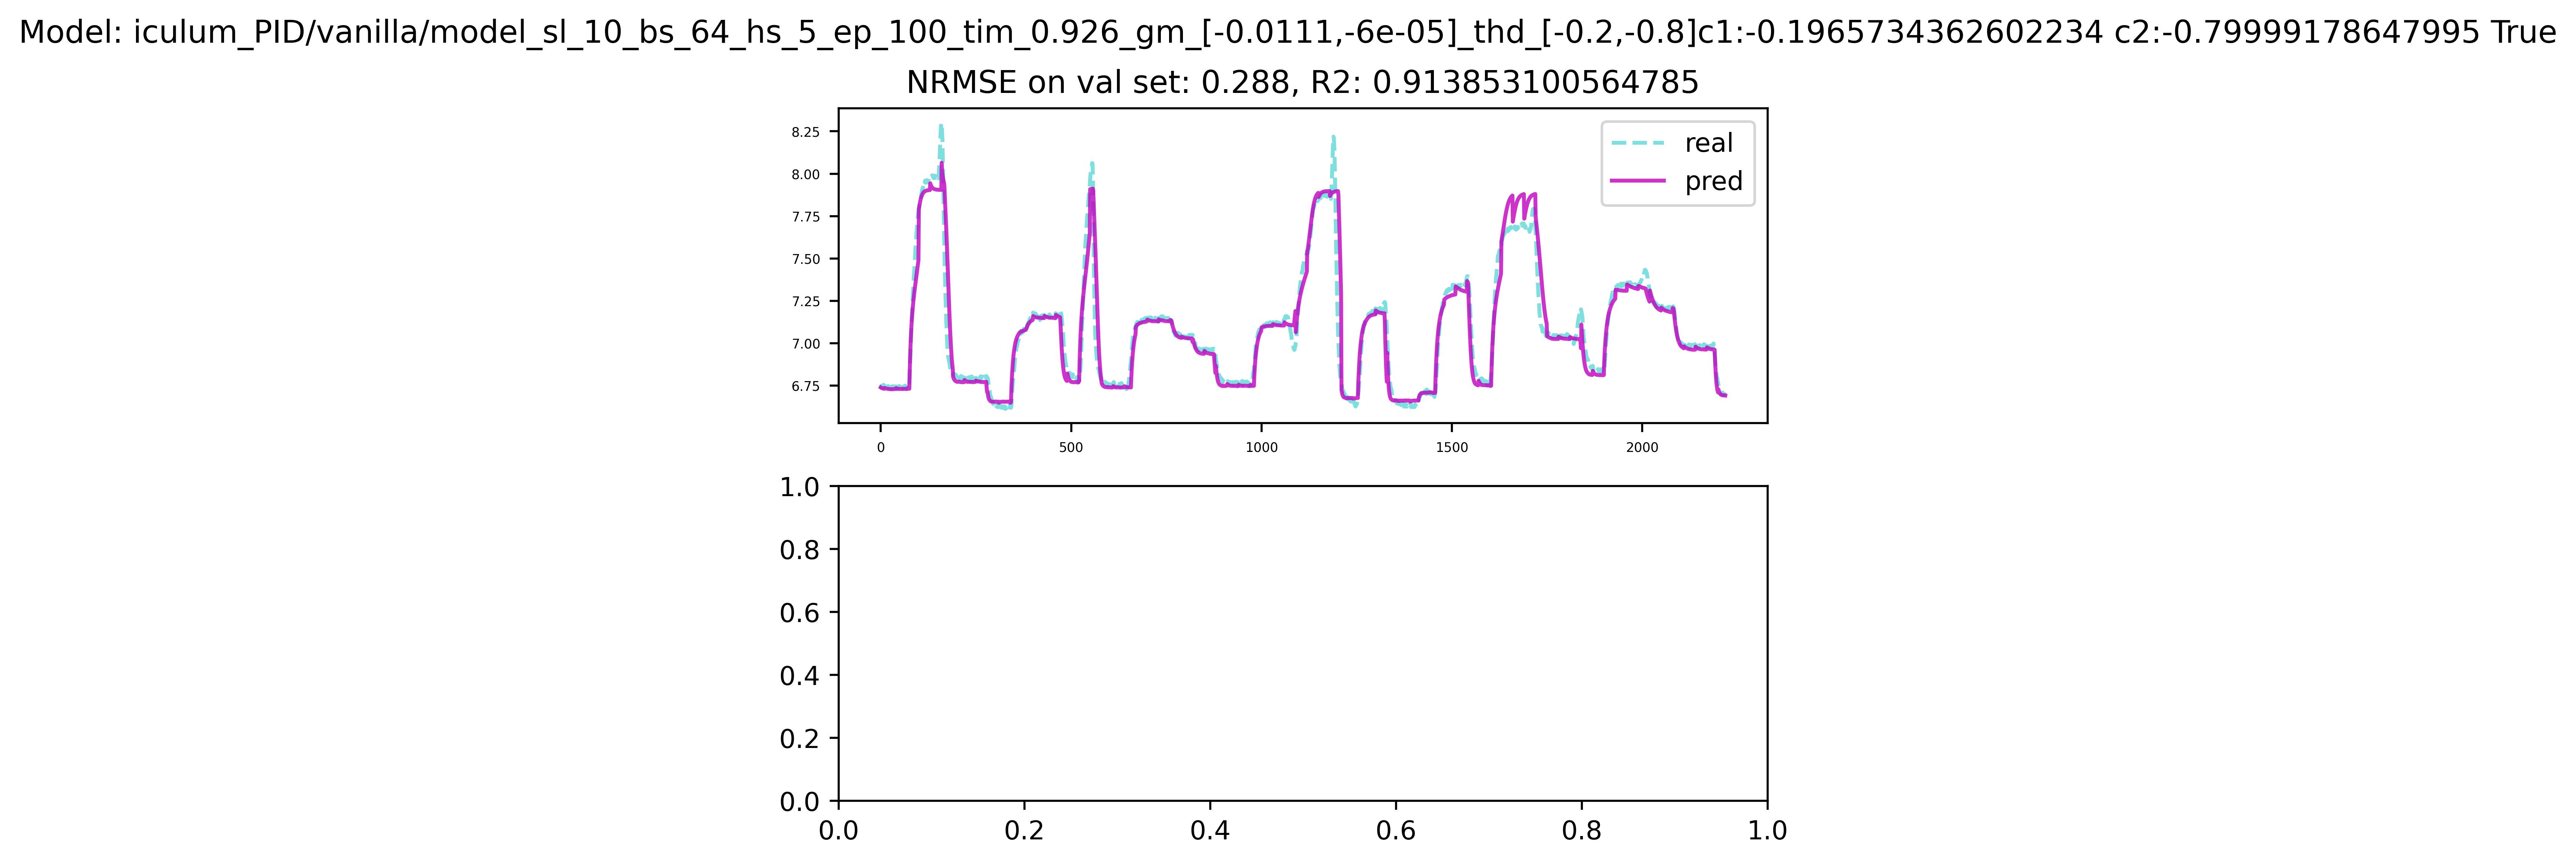 Model: iculum_PID/vanilla/model_sl_10_bs_64_hs_5_ep_100_tim_0.926_gm_[-0.0111,-6e-05]_thd_[-0.2,-0.8]c1:-0.1965734362602234 c2:-0.79999178647995 True
NRMSE on val set: 0.288, R2: 0.913853100564785
8.25
8.00
7.75
7.50
7.25
7.00
6.75
real
pred
0 500 1000 1500 2000
1.0
0.8
0.6
0.4
0.2
0.0
0.0 0.2 0.4 0.6 0.8 1.0